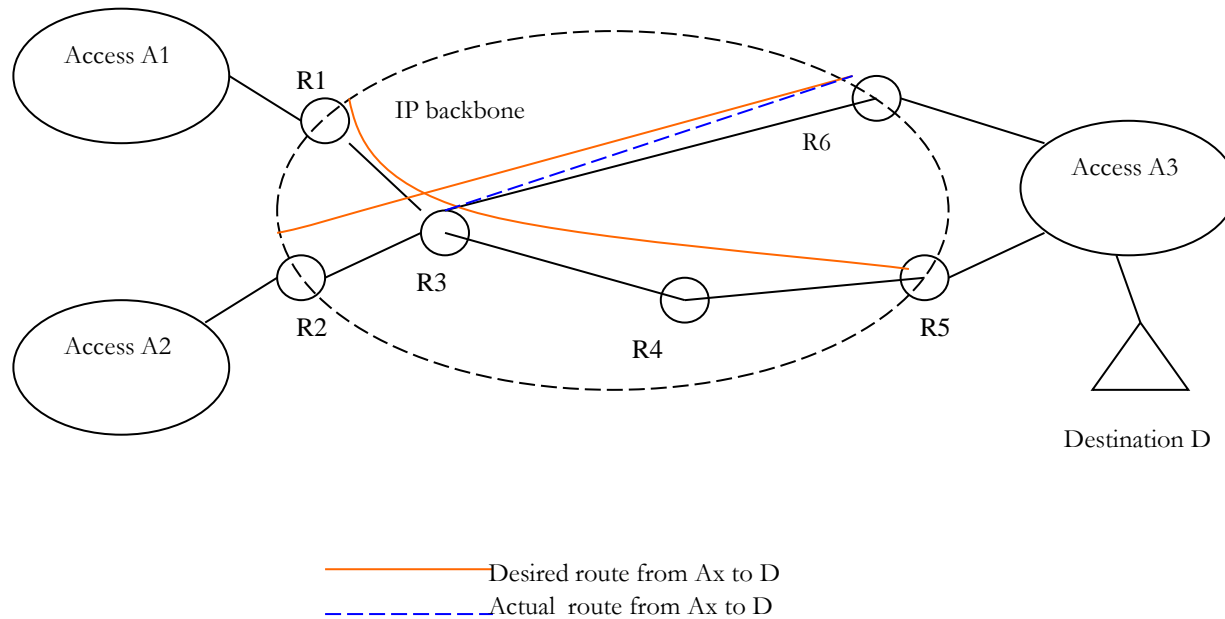 Access A1
R1
IP backbone
R6
Access A3
R3
R2
R4
R5
Access A2
Destination D
Desired route from Ax to D
Actual  route from Ax to D